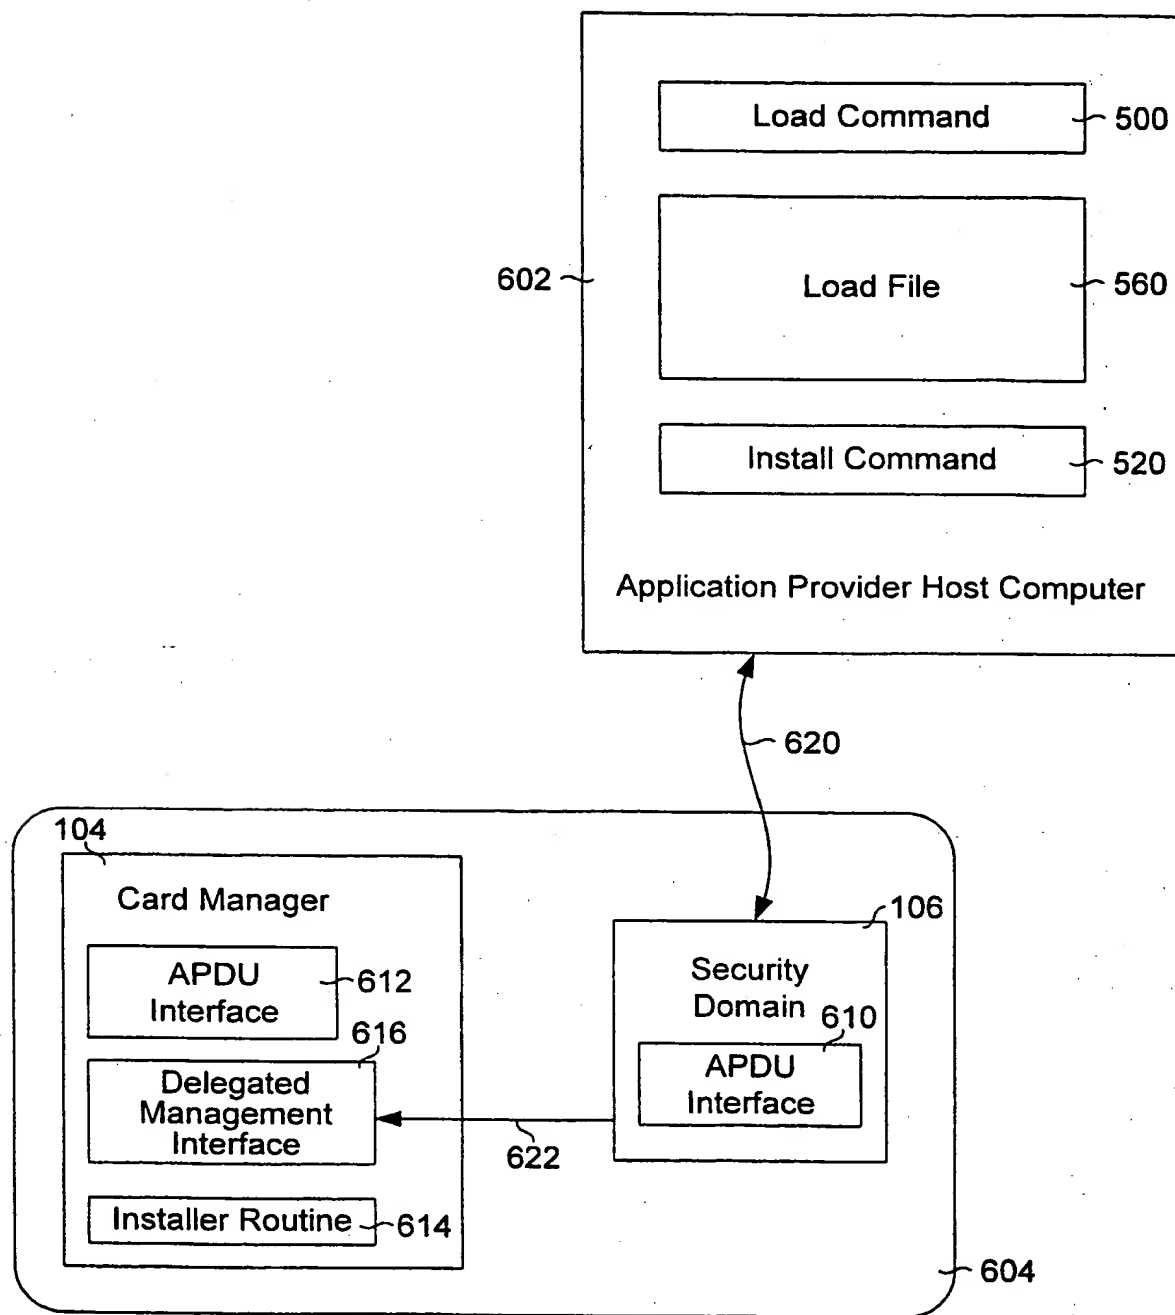 Load Command
500
Load File
560
602
Install Command
520
Application Provider Host Computer
620
104
Card Manager
APDU
Interface
612
616
Delegated
Management
Interface
622
Installer Routine
614
106
Security
Domain
610
APDU
Interface
604